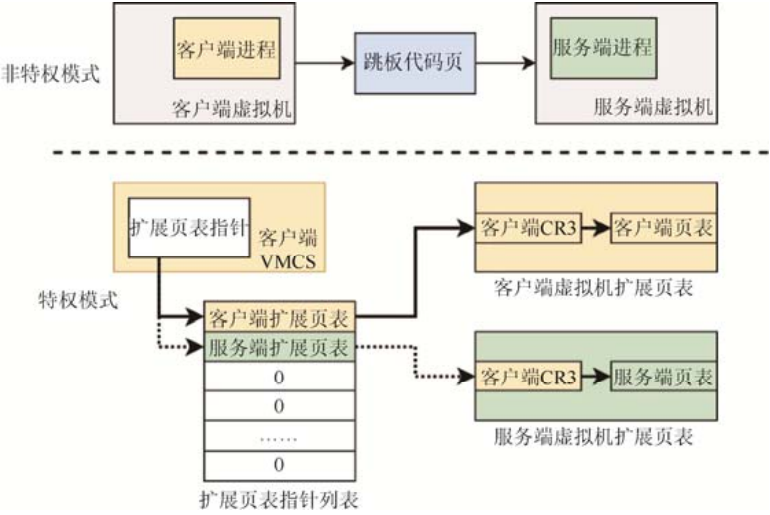 客户端进程
服务端进程
跳板代码页
非特权模式
客户端虚拟机
服务端虚拟机
扩展页表指针
客户端
VMCS
客户端CR3
客户端页表
客户端虚拟机扩展页表
特权模式
客户端扩展页表
服务端扩展页表
0
0
……
0
客户端CR3
服务端页表
服务端虚拟机扩展页表
扩展页表指针列表